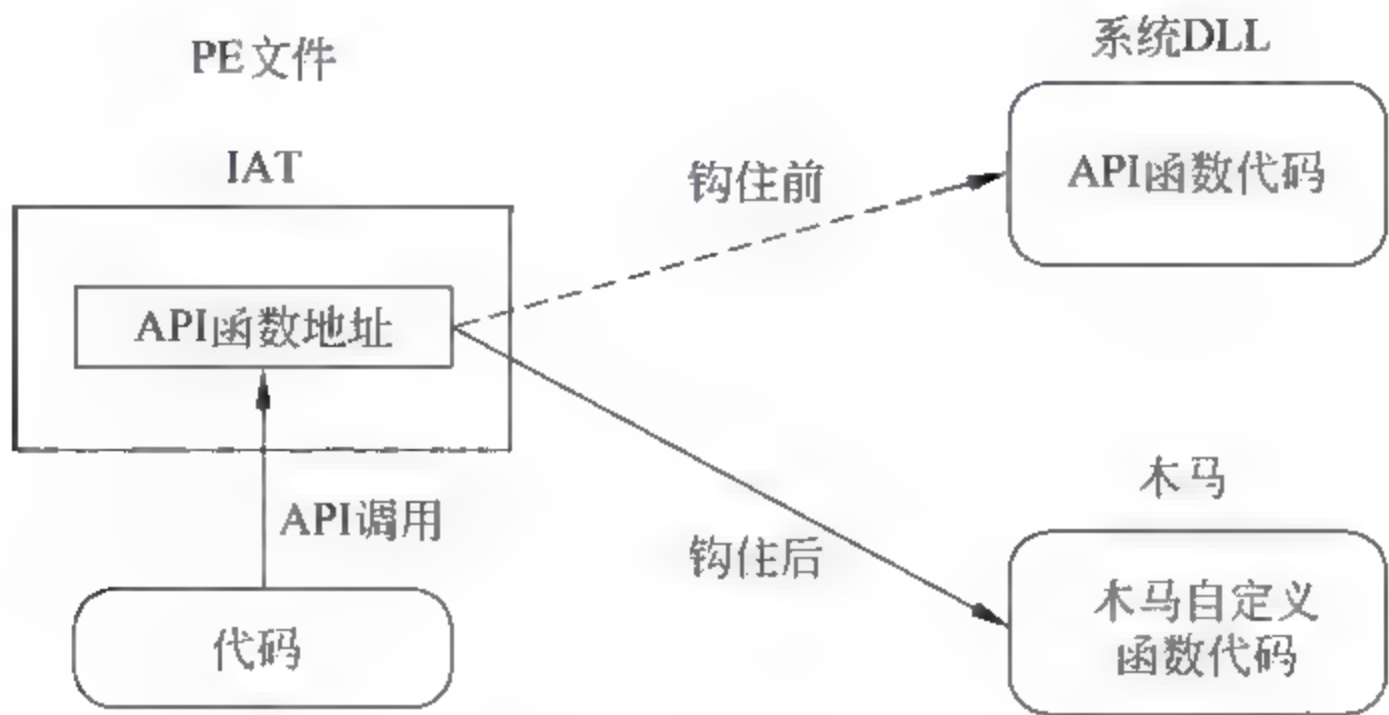 PE文件
系统DLL
IAT
钩住前
API函数代码
API函数地址
API调用
钩住后
木马
代码
木马自定义
函数代码